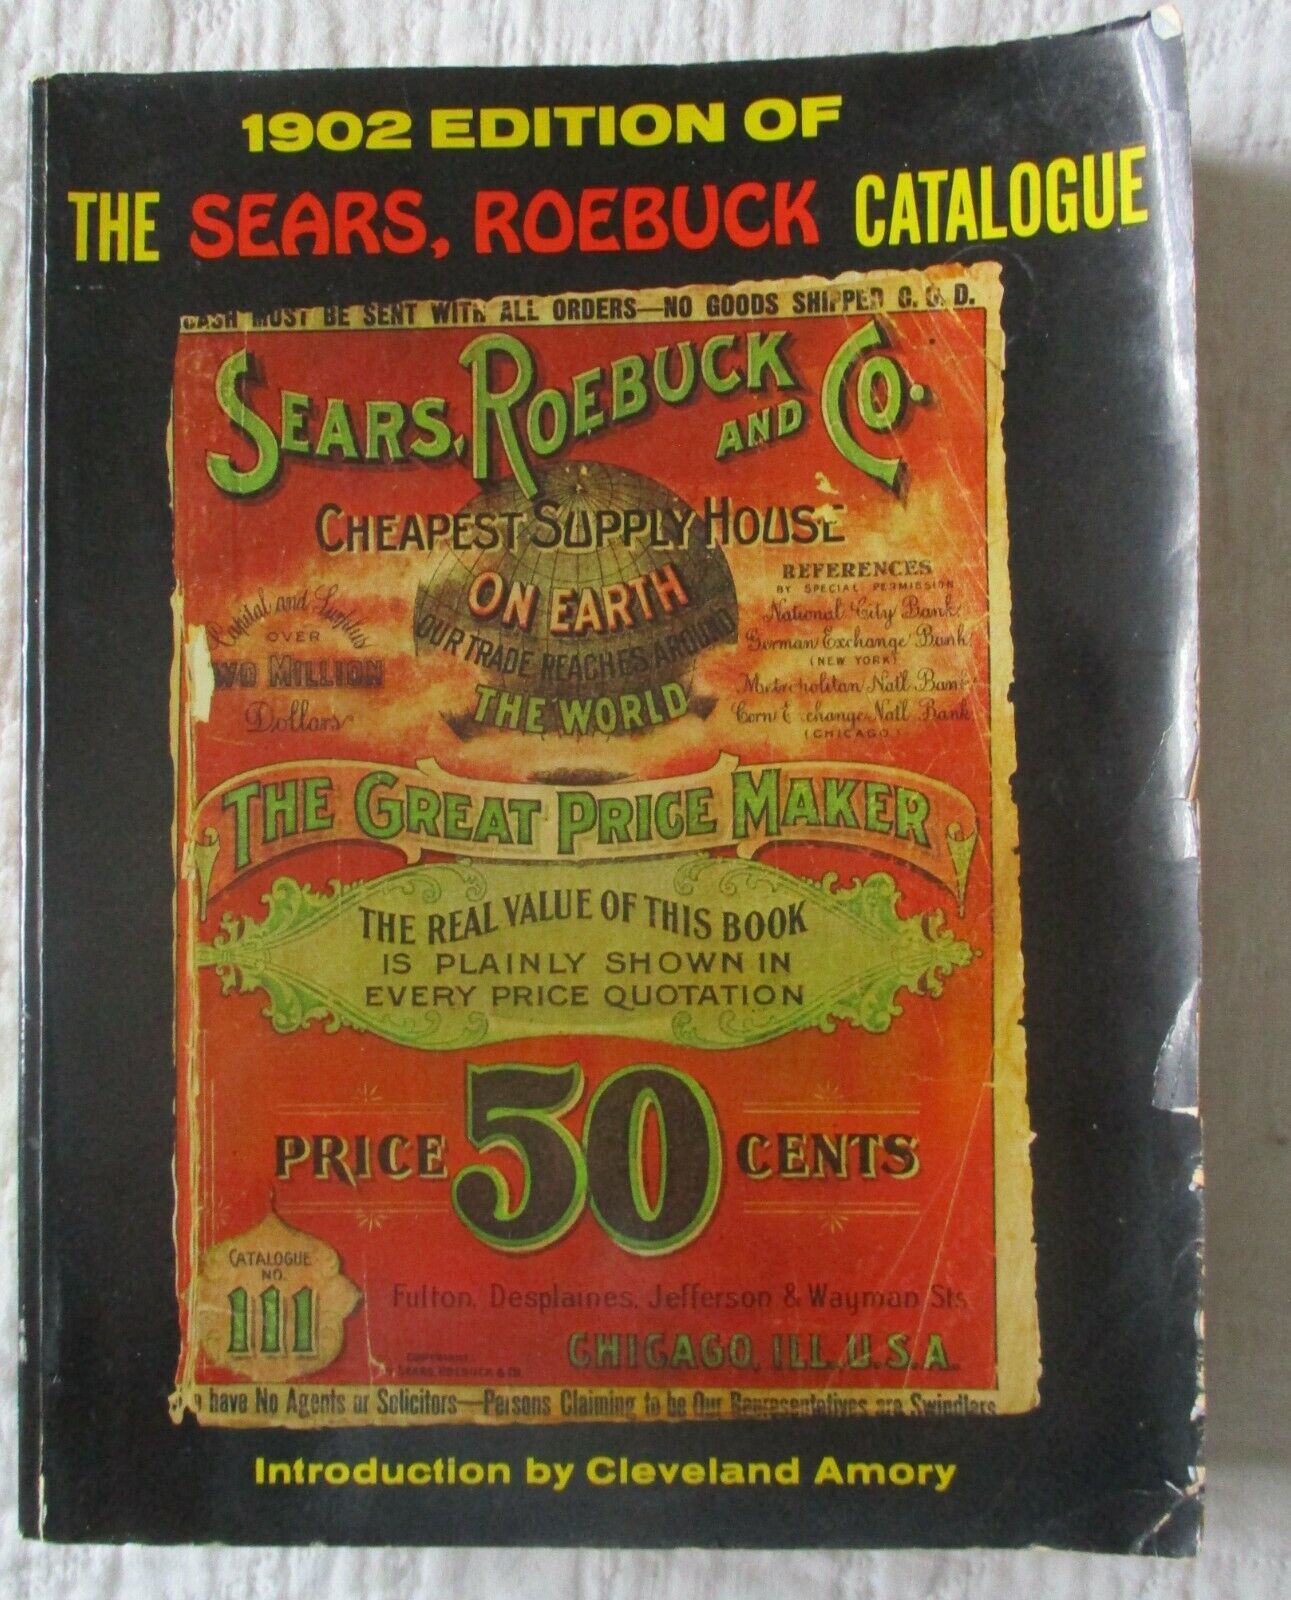 1902 EDITION OF
THE SEARS, ROEBUCK CATALOGUE
CASH MUST BE SENT WITH ALL ORDERS—NO GOODS SHIPPED C. O. D.
SEARS, ROEBUCK AND CO.
CHEAPEST SUPPLY HOUSE
ON EARTH
OUR TRADE REACHES AROUND
THE WORLD
Capital and Surplus
OVER
TWO MILLION
Dollars
REFERENCES
BY SPECIAL PERMISSION
National City Bank
German Exchange Bank
(NEW YORK)
Metropolitan Natl Bank
Corn Exchange Natl Bank
(CHICAGO)
THE GREAT PRICE MAKER
THE REAL VALUE OF THIS BOOK
IS PLAINLY SHOWN IN
EVERY PRICE QUOTATION
PRICE 50 CENTS
CATALOGUE
NO.
111
Fulton, Desplaines, Jefferson & Wayman Sts
CHICAGO, ILL., U.S.A.
COPYRIGHT
SEARS, ROEBUCK & CO.
have No Agents or Solicitors—Persons Claiming to be Our Representatives are Swindlers
Introduction by Cleveland Amory